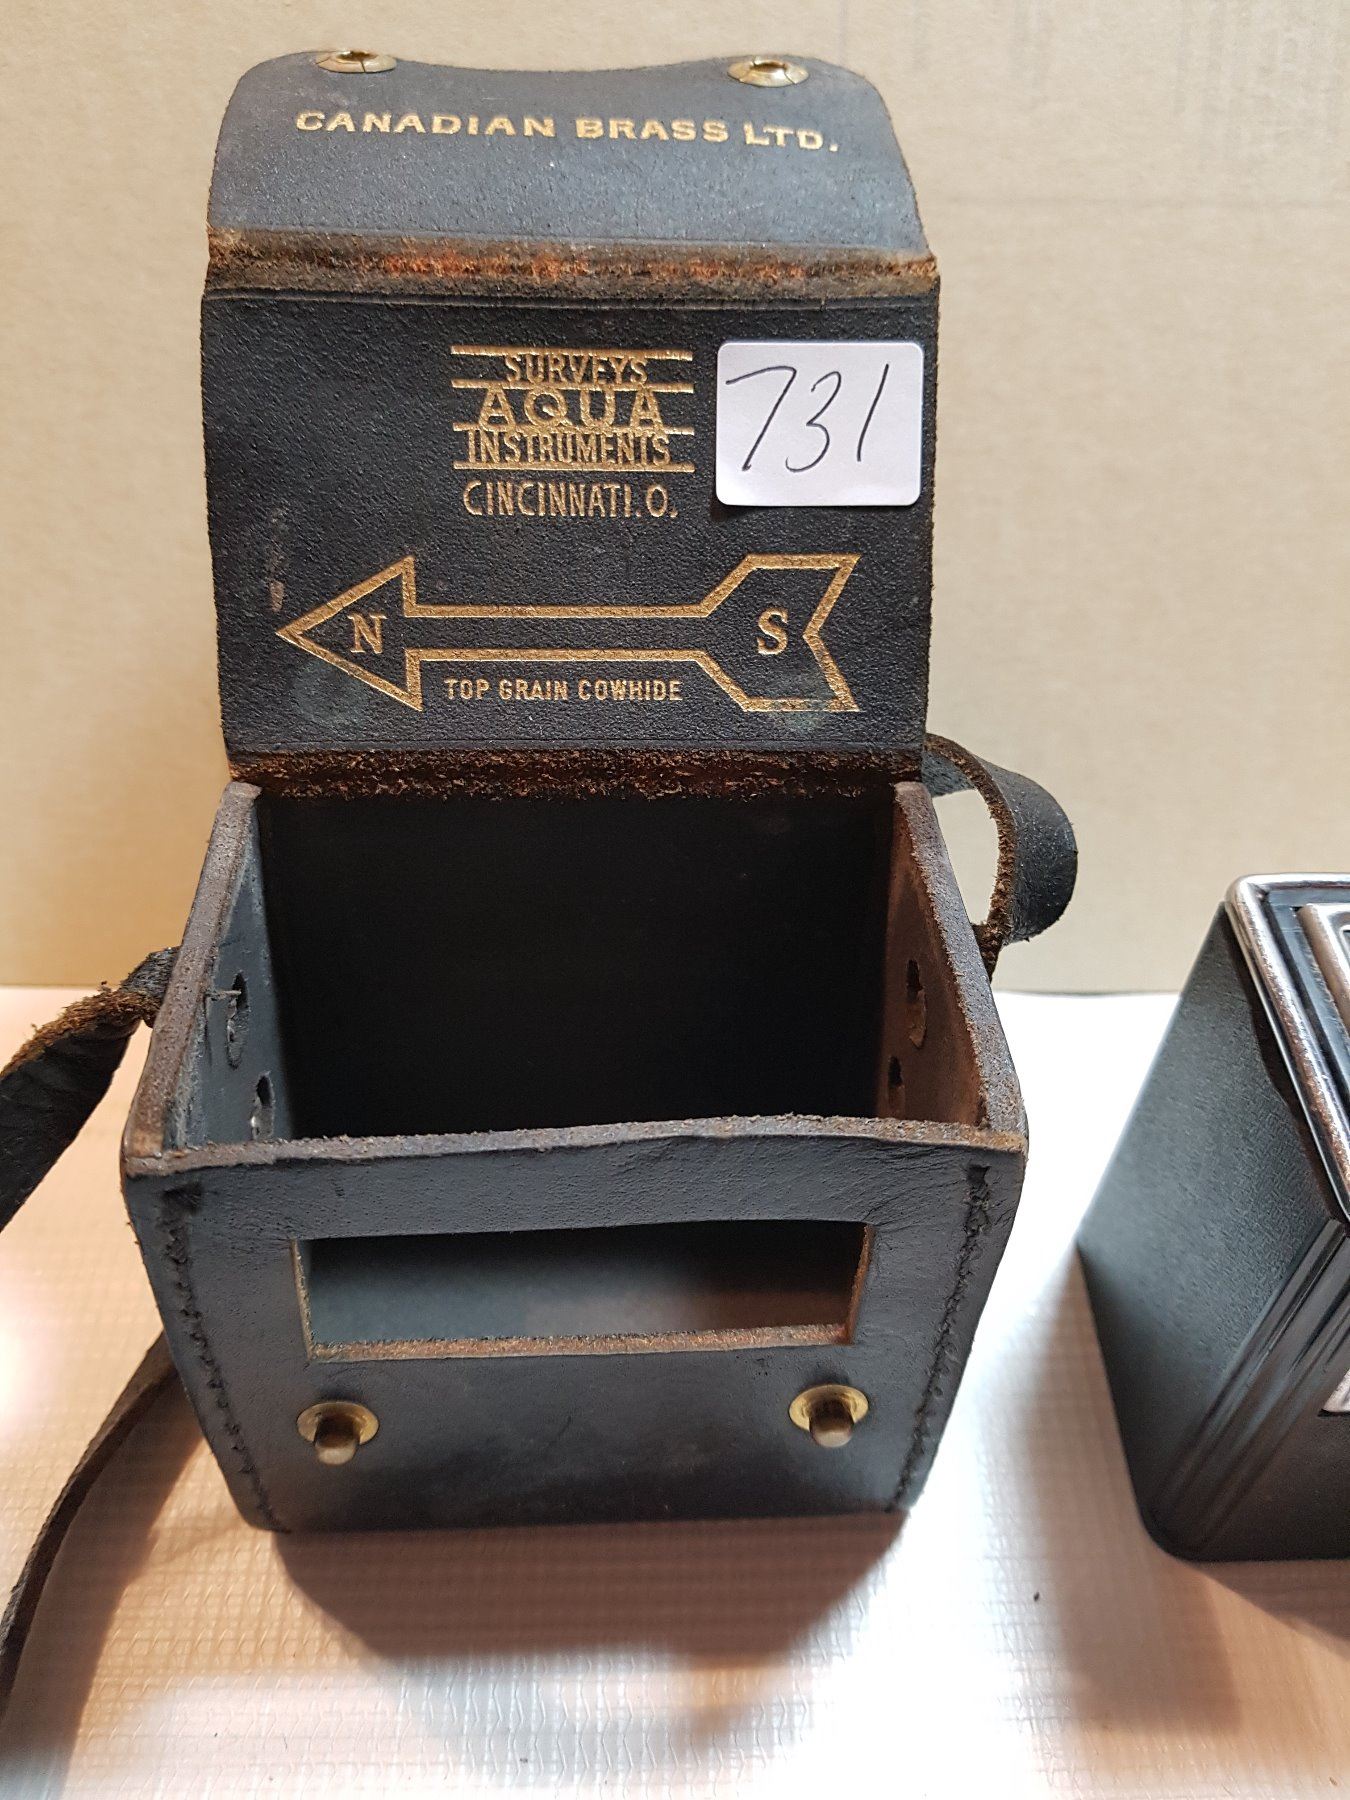 CANADIAN BRASS LTD.
SURVEYS
AQUA
INSTRUMENTS
CINCINNATI. O.
731
N S
TOP GRAIN COWHIDE